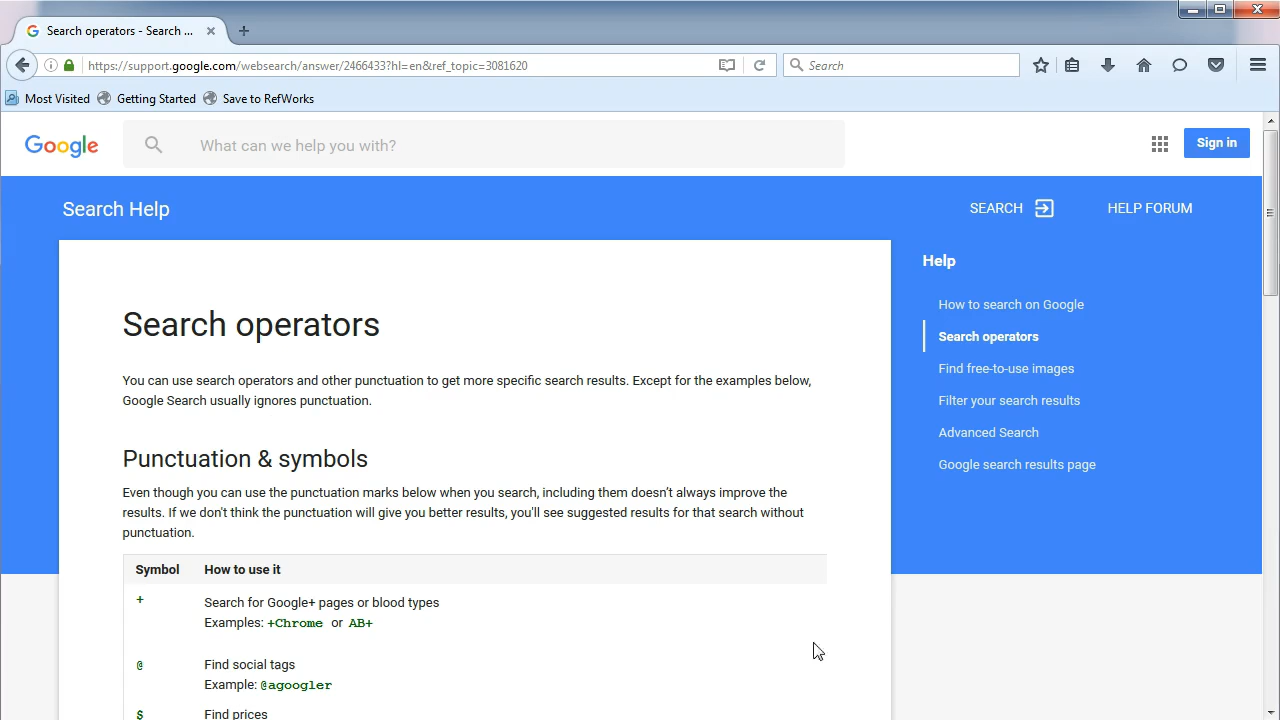 Search operators - Search ...
https://support.google.com/websearch/answer/2466433?hl=en&ref_topic=3081620
Search
Most Visited
Getting Started
Save to RefWorks
Google
What can we help you with?
Sign in
Search Help
SEARCH
HELP FORUM
Search operators
You can use search operators and other punctuation to get more specific search results. Except for the examples below,
Google Search usually ignores punctuation.
Punctuation & symbols
Even though you can use the punctuation marks below when you search, including them doesn’t always improve the
results. If we don't think the punctuation will give you better results, you'll see suggested results for that search without
punctuation.
Symbol How to use it
+ Search for Google+ pages or blood types
Examples: +Chrome or AB+
@ Find social tags
Example: @agoogler
$ Find prices
Help
How to search on Google
Search operators
Find free-to-use images
Filter your search results
Advanced Search
Google search results page